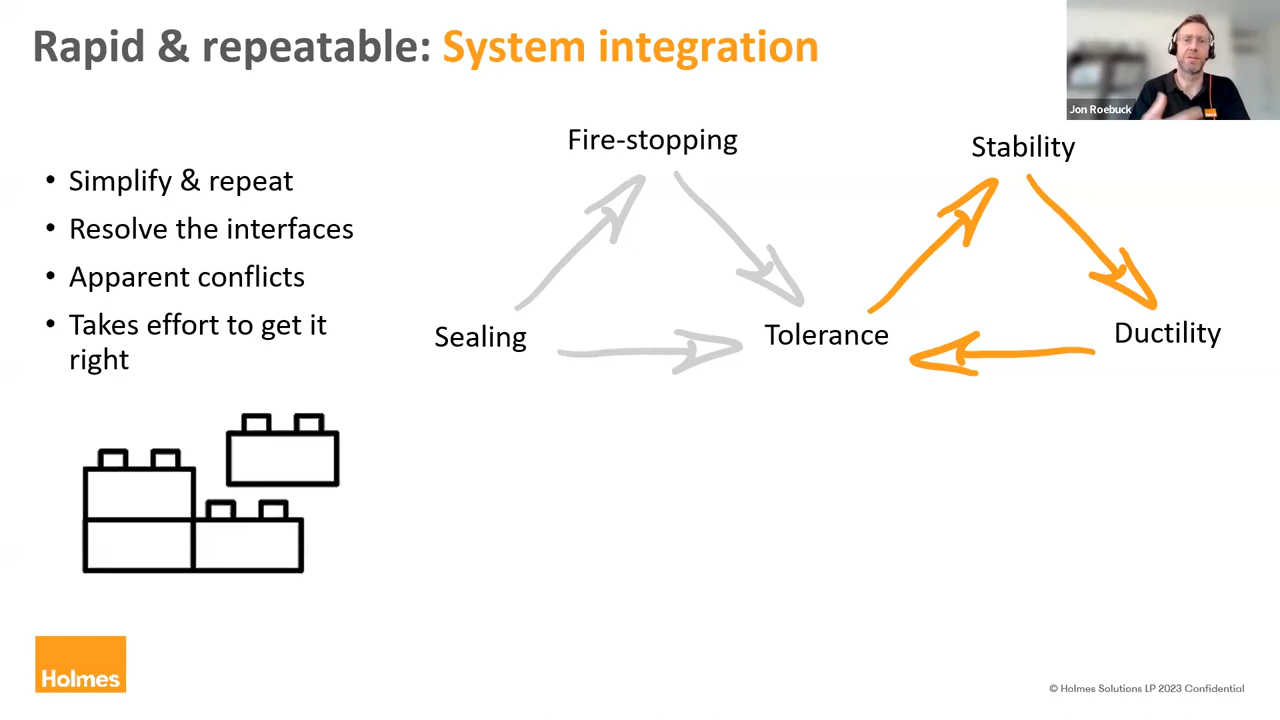 Rapid & repeatable: System integration
Jon Roebuck
• Simplify & repeat
• Resolve the interfaces
• Apparent conflicts
• Takes effort to get it
right
Fire-stopping
Stability
Sealing
Tolerance
Ductility
Holmes
© Holmes Solutions LP 2023 Confidential